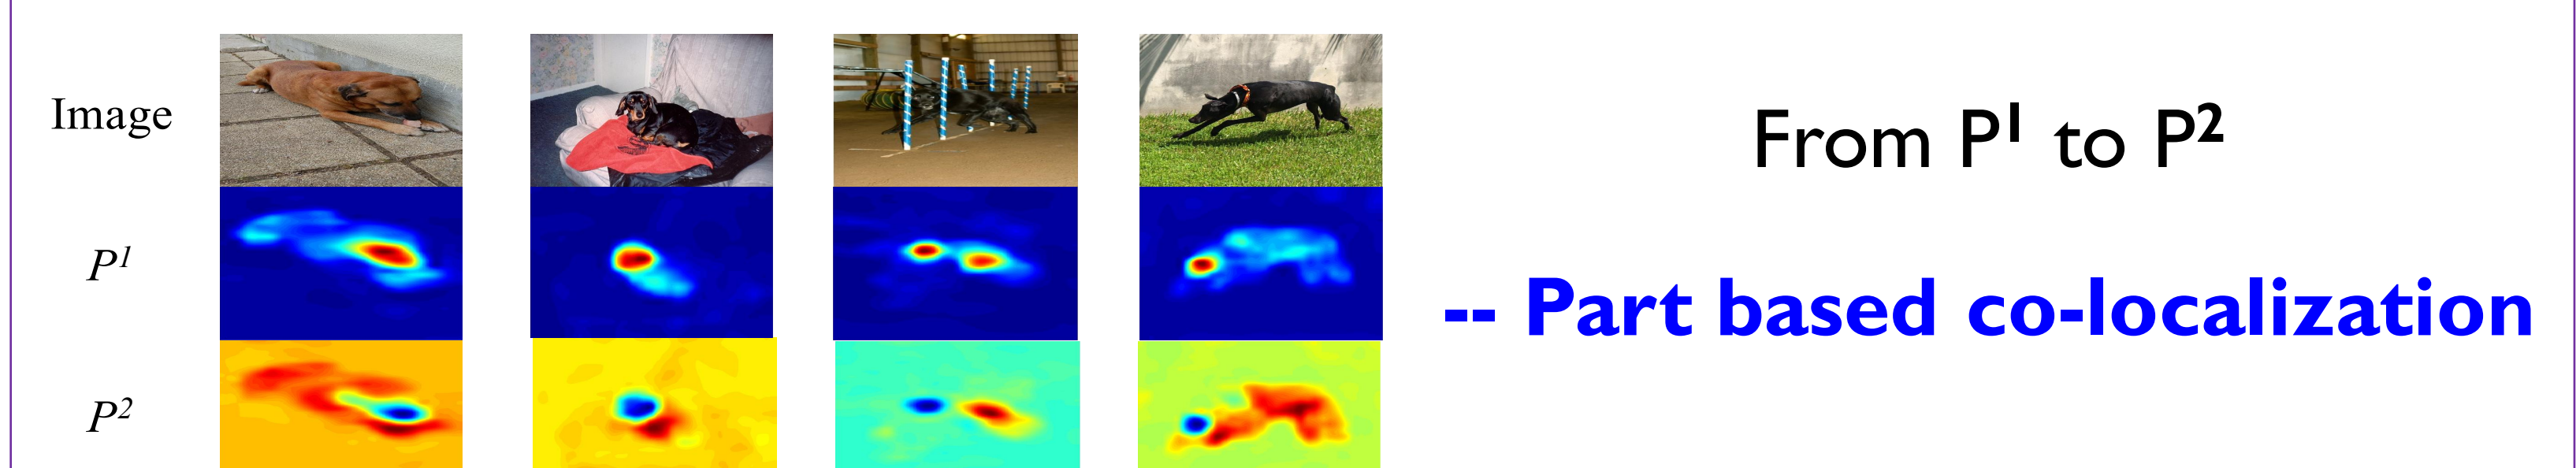 Image
P¹
P²
From P¹ to P²
-- Part based co-localization